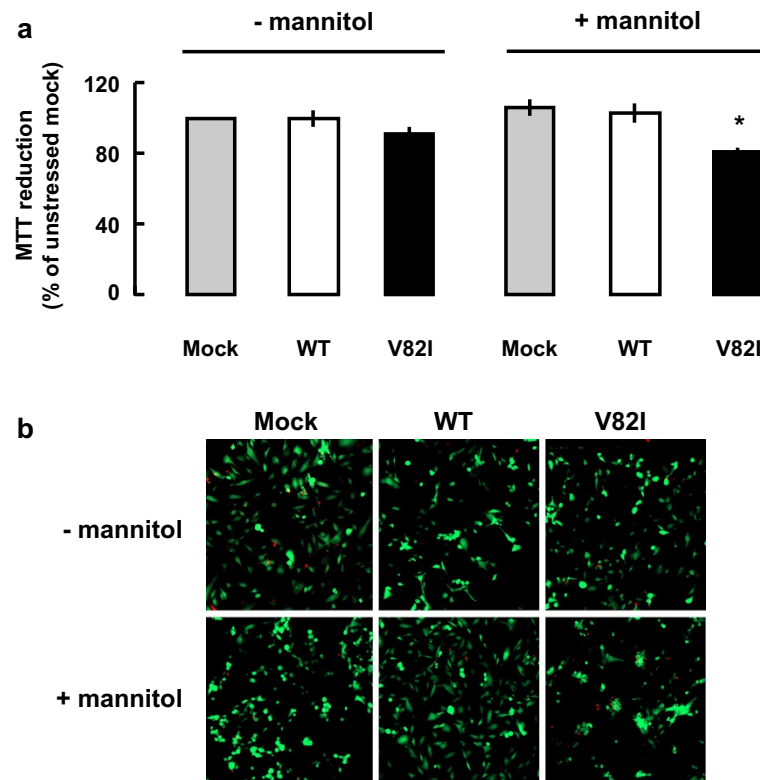 a
- mannitol + mannitol
MTT reduction
(% of unstressed mock)
120
80
40
0
*
Mock WT V82I Mock WT V82I
b
Mock WT V82I
- mannitol
+ mannitol